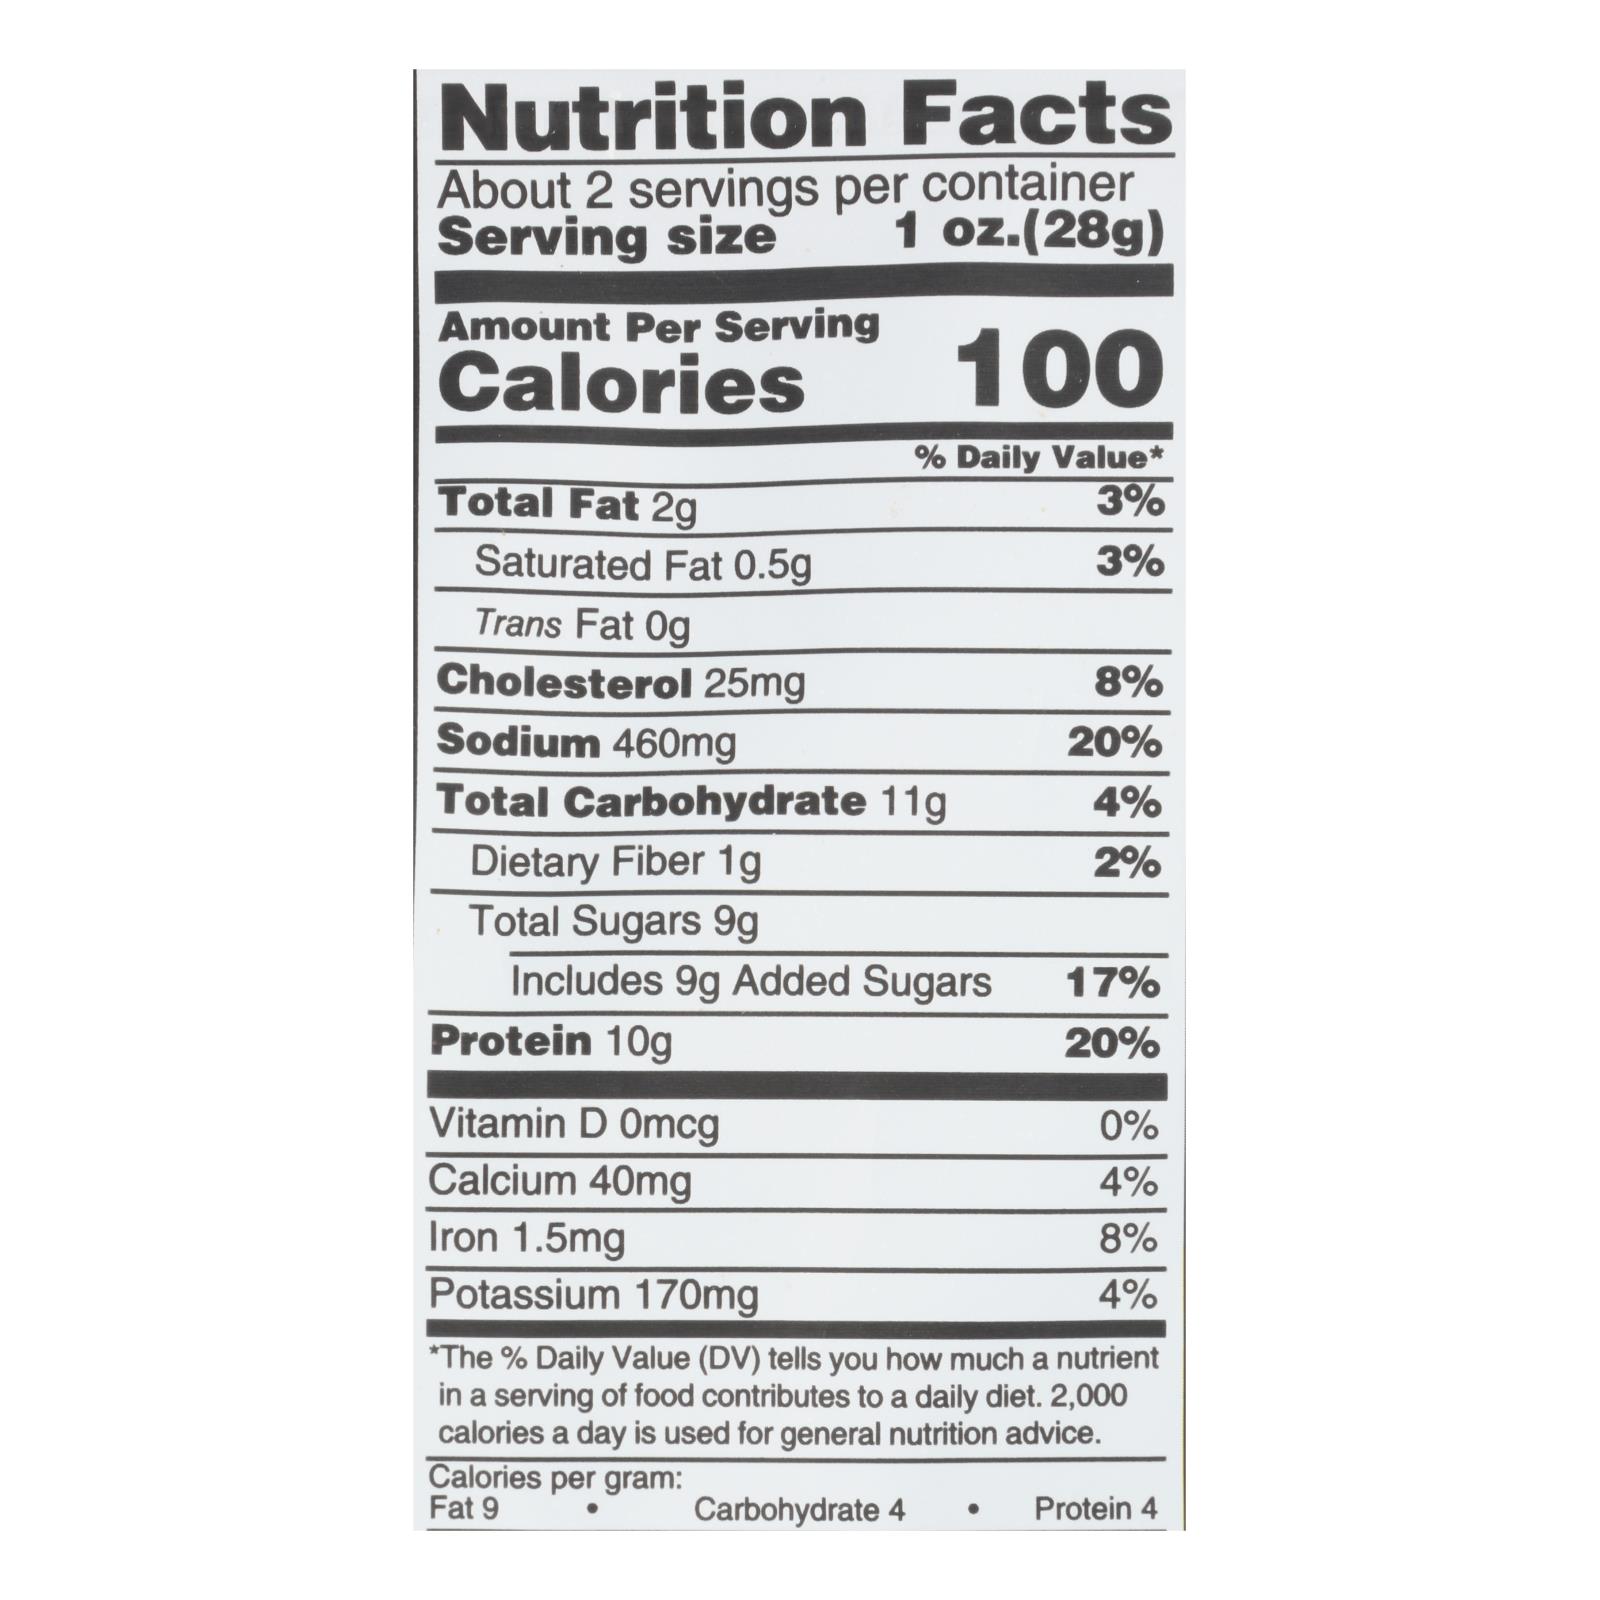 Nutrition Facts
About 2 servings per container
Serving size 1 oz.(28g)
Amount Per Serving
Calories 100
% Daily Value*
Total Fat 2g 3%
Saturated Fat 0.5g 3%
Trans Fat 0g
Cholesterol 25mg 8%
Sodium 460mg 20%
Total Carbohydrate 11g 4%
Dietary Fiber 1g 2%
Total Sugars 9g
Includes 9g Added Sugars 17%
Protein 10g 20%
Vitamin D 0mcg 0%
Calcium 40mg 4%
Iron 1.5mg 8%
Potassium 170mg 4%
*The % Daily Value (DV) tells you how much a nutrient
in a serving of food contributes to a daily diet. 2,000
calories a day is used for general nutrition advice.
Calories per gram:
Fat 9 • Carbohydrate 4 • Protein 4